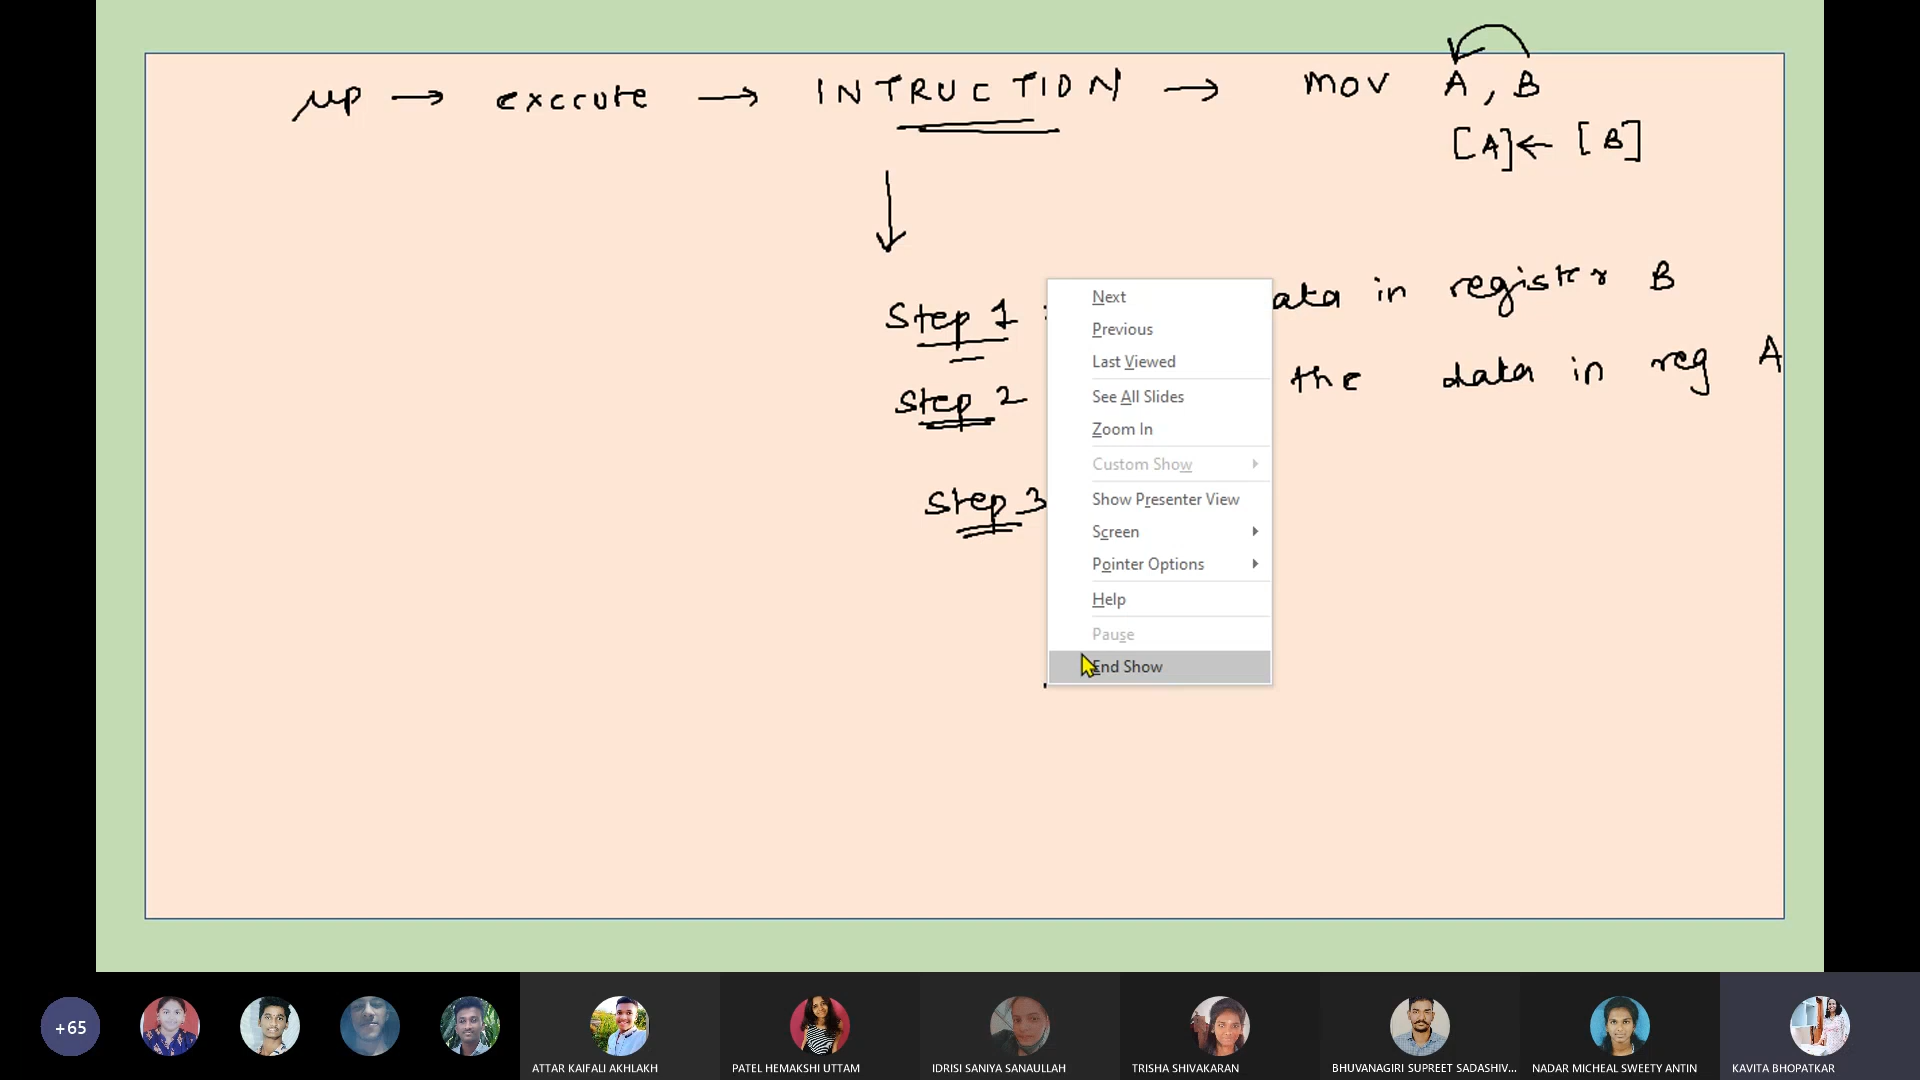 μp → execute → INTRUCTION → MOV A, B
[A] ← [B]
Step 1 : ata in register B
Step 2 the data in reg A
Step 3
Next
Previous
Last Viewed
See All Slides
Zoom In
Custom Show
Show Presenter View
Screen
Pointer Options
Help
Pause
End Show
+65
ATTAR KAIFALI AKHLAKH
PATEL HEMAKSHI UTTAM
IDRISI SANIYA SANAULLAH
TRISHA SHIVAKARAN
BHUVANAGIRI SUPREET SADASHIV...
NADAR MICHEAL SWEETY ANTIN
KAVITA BHOPATKAR